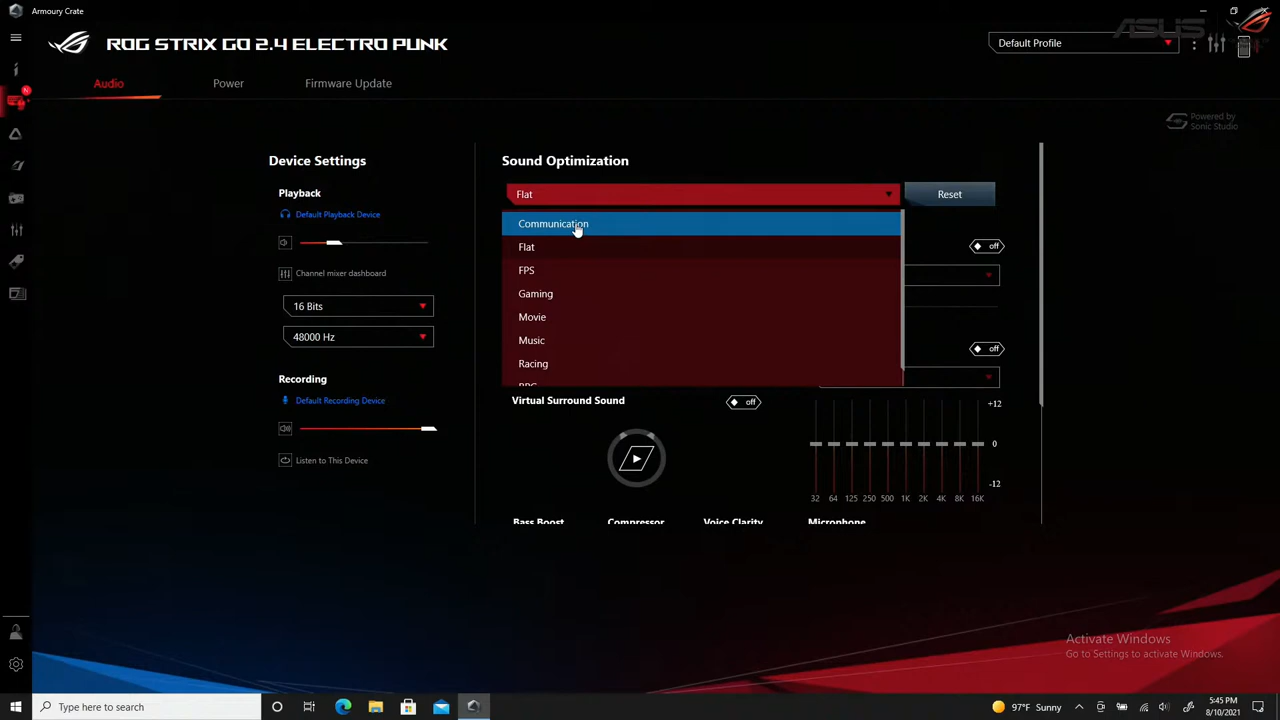 Armoury Crate
ASUS
ROG STRIX GO 2.4 ELECTRO PUNK
Default Profile
N
Audio
Power
Firmware Update
Powered by
Sonic Studio
Device Settings
Playback
Default Playback Device
Channel mixer dashboard
16 Bits
48000 Hz
Recording
Default Recording Device
Listen to This Device
Sound Optimization
Flat
Reset
Communication
Flat
FPS
Gaming
Movie
Music
Racing
RPG
off
off
Virtual Surround Sound
off
+12
0
-12
32 64 125 250 500 1K 2K 4K 8K 16K
Bass Boost
Compressor
Voice Clarity
Microphone
Activate Windows
Go to Settings to activate Windows.
Type here to search
97°F Sunny
5:45 PM
8/10/2021